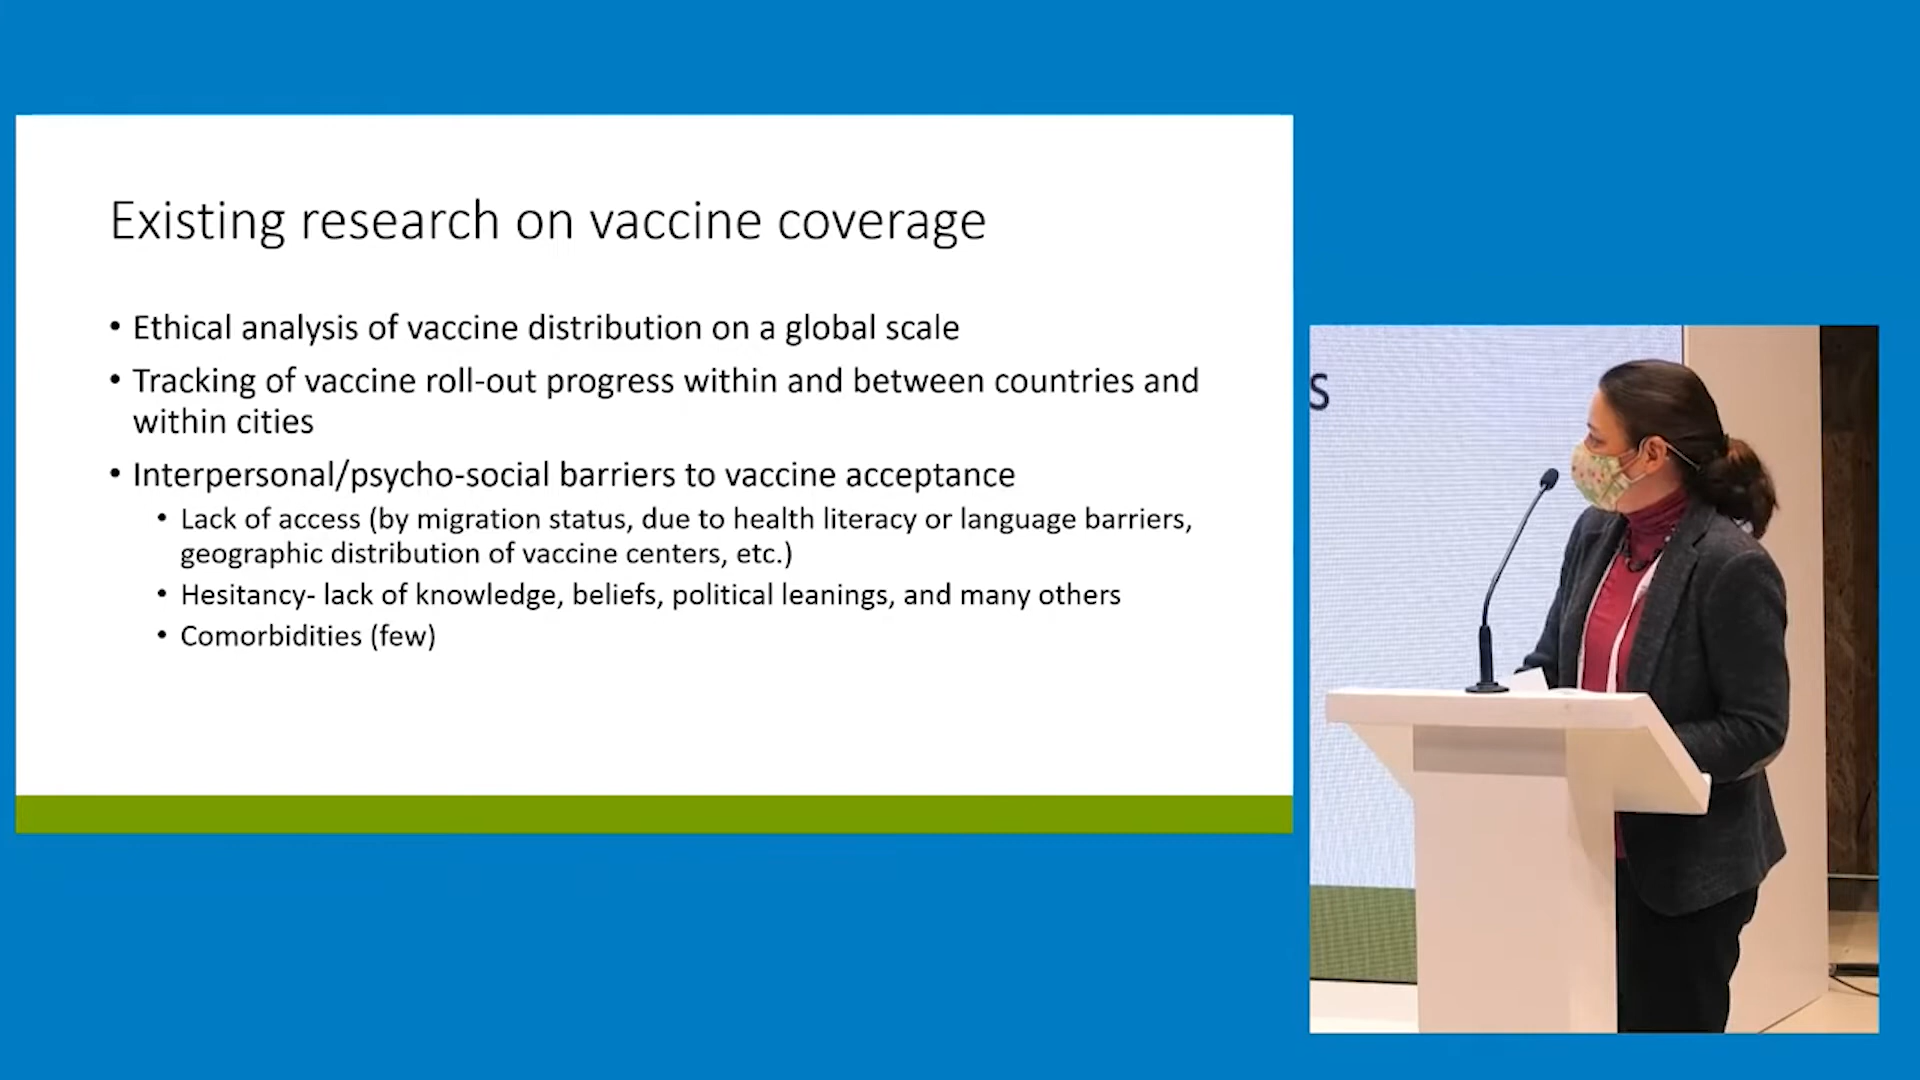 Existing research on vaccine coverage
• Ethical analysis of vaccine distribution on a global scale
• Tracking of vaccine roll-out progress within and between countries and
within cities
• Interpersonal/psycho-social barriers to vaccine acceptance
• Lack of access (by migration status, due to health literacy or language barriers,
geographic distribution of vaccine centers, etc.)
• Hesitancy- lack of knowledge, beliefs, political leanings, and many others
• Comorbidities (few)
s